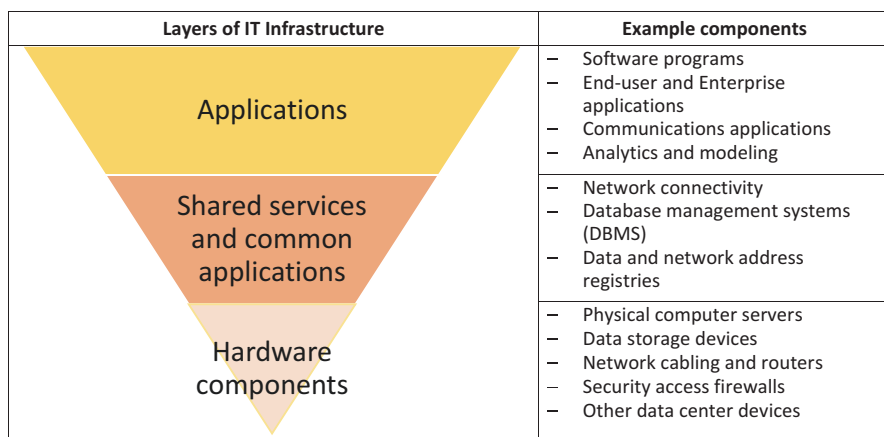 Layers of IT Infrastructure
Example components
Applications
– Software programs
– End-user and Enterprise
applications
– Communications applications
– Analytics and modeling
Shared services
and common
applications
– Network connectivity
– Database management systems
(DBMS)
– Data and network address
registries
Hardware
components
– Physical computer servers
– Data storage devices
– Network cabling and routers
– Security access firewalls
– Other data center devices